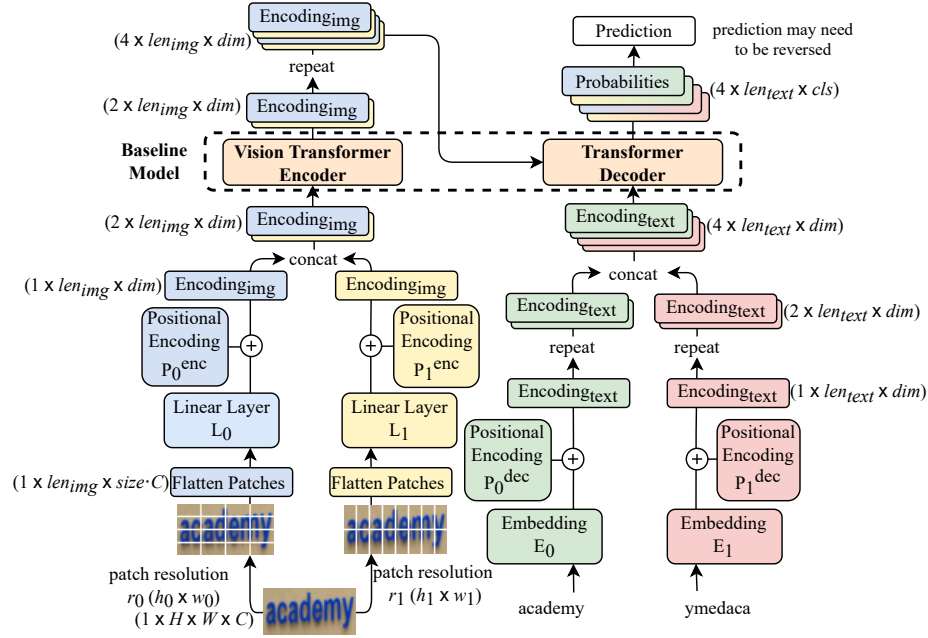 Encoding_img
(4 x len_img x dim)
repeat
(2 x len_img x dim)
Encoding_img
Prediction
prediction may need
to be reversed
Probabilities
(4 x len_text x cls)
Baseline
Model
Vision Transformer
Encoder
Transformer
Decoder
(2 x len_img x dim)
Encoding_img
concat
Encoding_text
(4 x len_text x dim)
concat
(1 x len_img x dim)
Encoding_img
Encoding_img
Encoding_text
Encoding_text
(2 x len_text x dim)
repeat
repeat
Positional
Encoding
P_0^enc
Positional
Encoding
P_1^enc
Encoding_text
Encoding_text
(1 x len_text x dim)
Linear Layer
L_0
Linear Layer
L_1
Positional
Encoding
P_0^dec
Positional
Encoding
P_1^dec
(1 x len_img x size·C)
Flatten Patches
Flatten Patches
academy
academy
Embedding
E_0
Embedding
E_1
patch resolution
r_0 (h_0 x w_0)
(1 x H x W x C)
academy
patch resolution
r_1 (h_1 x w_1)
academy
ymedaca